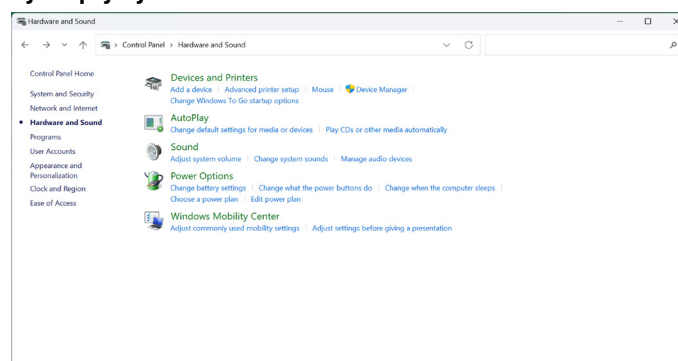 Hardware and Sound
Control Panel > Hardware and Sound
Control Panel Home
System and Security
Network and Internet
Hardware and Sound
Programs
User Accounts
Appearance and
Personalization
Clock and Region
Ease of Access
Devices and Printers
Add a device | Advanced printer setup | Mouse | Device Manager
Change Windows To Go startup options
AutoPlay
Change default settings for media or devices | Play CDs or other media automatically
Sound
Adjust system volume | Change system sounds | Manage audio devices
Power Options
Change battery settings | Change what the power buttons do | Change when the computer sleeps
Choose a power plan | Edit power plan
Windows Mobility Center
Adjust commonly used mobility settings | Adjust settings before giving a presentation